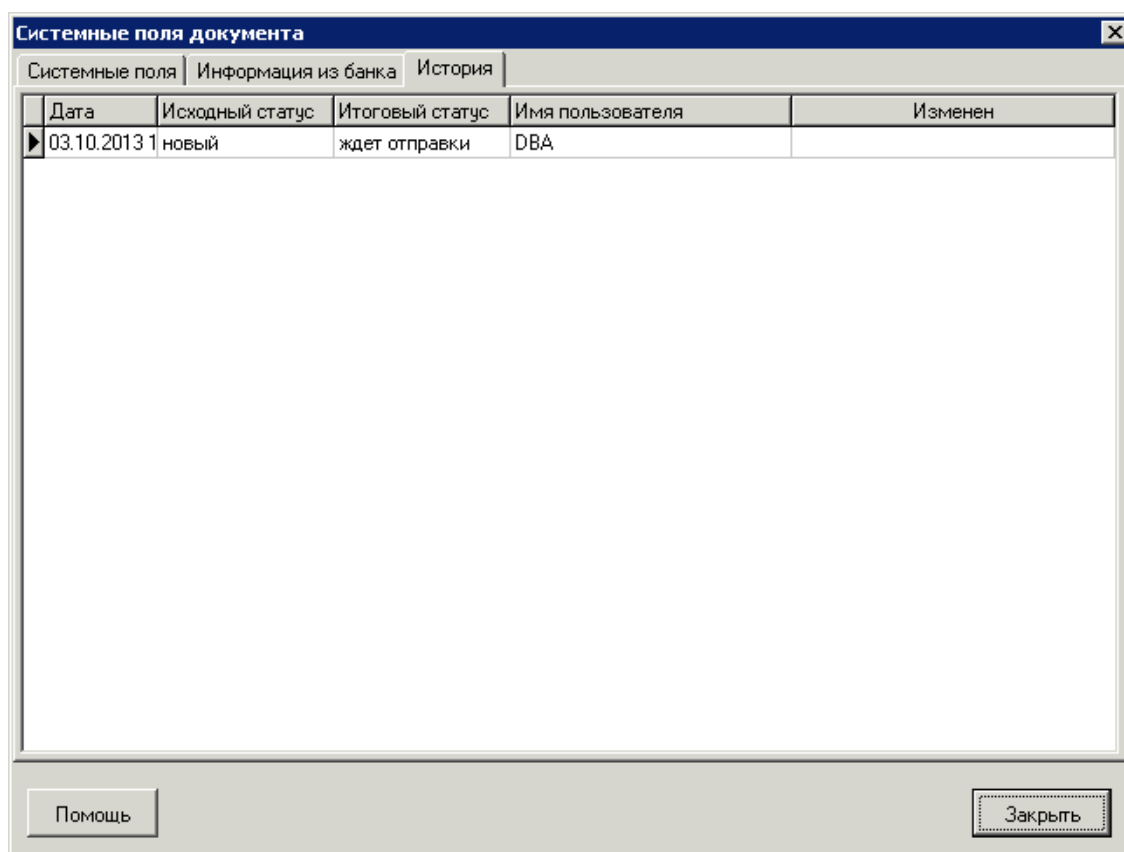 Системные поля документа
Системные поля Информация из банка История
Дата Исходный статус Итоговый статус Имя пользователя Изменен
03.10.2013 1 новый ждет отправки DBA
Помощь Закрыть